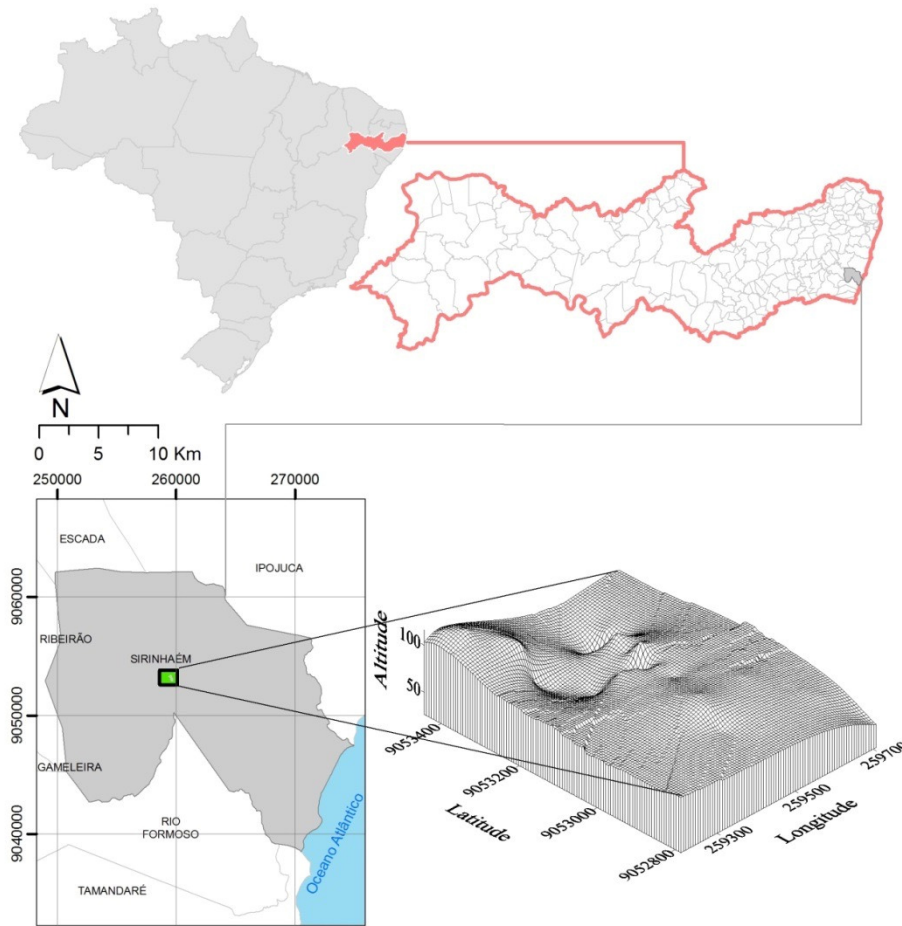 N
0 5 10 Km
250000 260000 270000
ESCADA
IPOJUCA
9060000
RIBEIRÃO
SIRINHAÉM
9050000
GAMELEIRA
RIO
FORMOSO
9040000
TAMANDARÉ
Oceano Atlântico
Altitude
100
50
9053400
9053200
9053000
9052800
Latitude
259300
259500
259700
Longitude